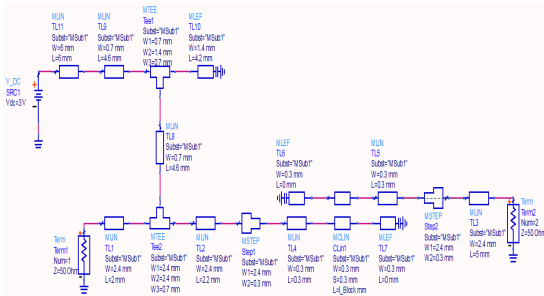 MLIN
TL11
Subst="MSub1"
W=6 mm
L=6 mm
MLIN
TL9
Subst="MSub1"
W=0.7 mm
L=4.6 mm
MTEE
Tee1
Subst="MSub1"
W1=0.7 mm
W2=1.4 mm
W3=0.7 mm
MLEF
TL10
Subst="MSub1"
W=1.4 mm
L=4.2 mm
V_DC
SRC1
Vdc=3 V
MLIN
TL8
Subst="MSub1"
W=0.7 mm
L=4.6 mm
MLEF
TL6
Subst="MSub1"
W=0.3 mm
L=0 mm
MLIN
TL5
Subst="MSub1"
W=0.3 mm
L=0.3 mm
Term
Term1
Num=1
Z=50 Ohm
MLIN
TL1
Subst="MSub1"
W=2.4 mm
L=2 mm
MTEE
Tee2
Subst="MSub1"
W1=2.4 mm
W2=2.4 mm
W3=0.7 mm
MLIN
TL2
Subst="MSub1"
W=2.4 mm
L=2.2 mm
MSTEP
Step1
Subst="MSub1"
W1=2.4 mm
W2=0.3 mm
MLIN
TL4
Subst="MSub1"
W=0.3 mm
L=0.3 mm
MCLIN
CLin1
Subst="MSub1"
W=0.3 mm
S=0.3 mm
L=l_Block mm
MLEF
TL7
Subst="MSub1"
W=0.3 mm
L=0 mm
MSTEP
Step2
Subst="MSub1"
W1=2.4 mm
W2=0.3 mm
MLIN
TL3
Subst="MSub1"
W=2.4 mm
L=5 mm
Term
Term2
Num=2
Z=50 Ohm